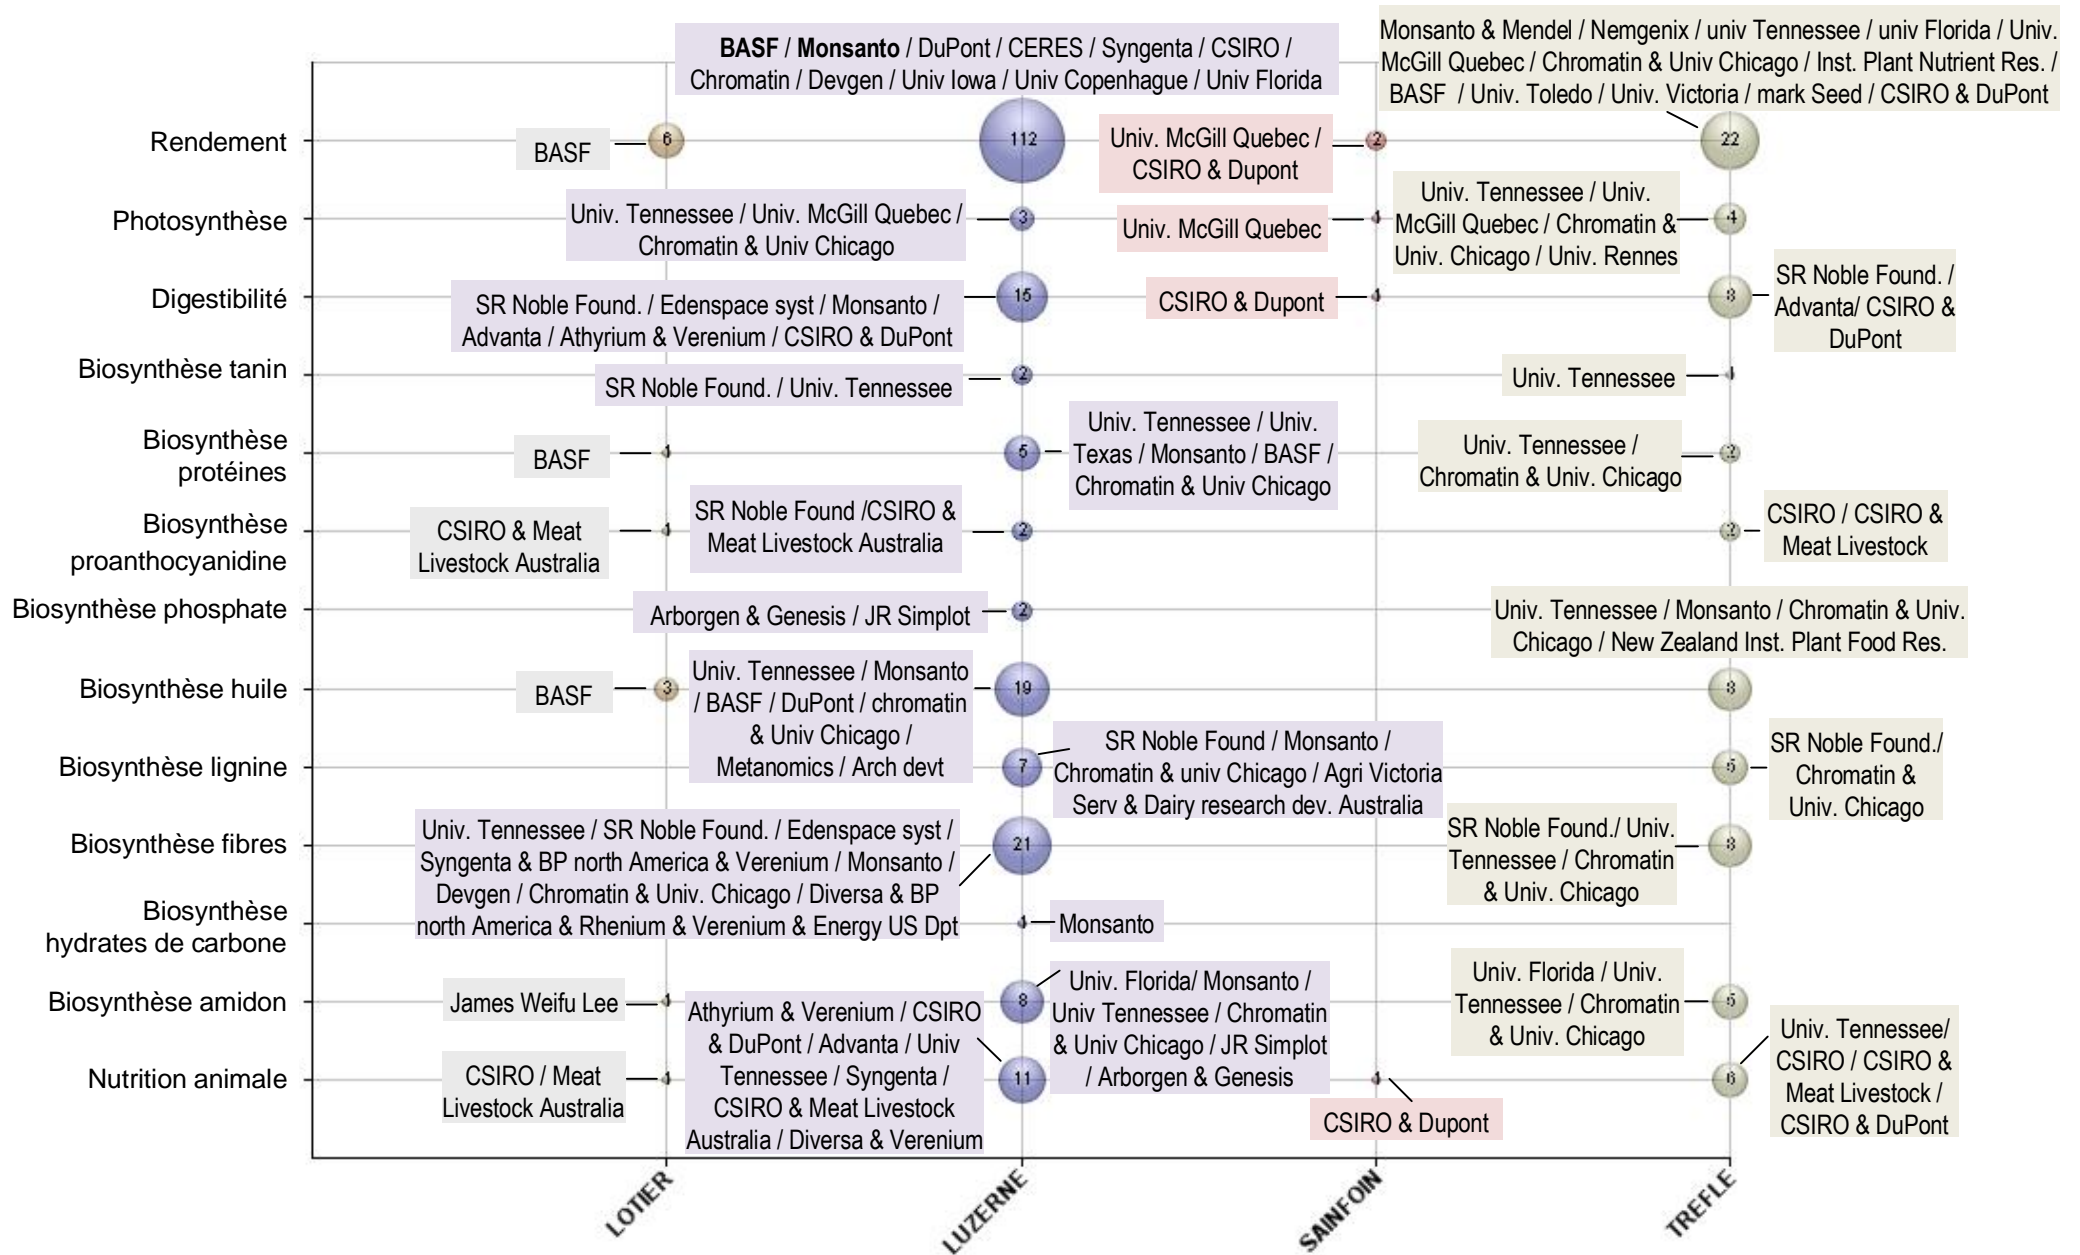 BASF / Monsanto / DuPont / CERES / Syngenta / CSIRO /
Chromatin / Devgen / Univ Iowa / Univ Copenhague / Univ Florida
Monsanto & Mendel / Nemgenix / univ Tennessee / univ Florida / Univ.
McGill Quebec / Chromatin & Univ Chicago / Inst. Plant Nutrient Res. /
BASF / Univ. Toledo / Univ. Victoria / mark Seed / CSIRO & DuPont
Rendement
BASF
6
112
Univ. McGill Quebec /
CSIRO & Dupont
2
22
Photosynthèse
Univ. Tennessee / Univ. McGill Quebec /
Chromatin & Univ Chicago
3
Univ. McGill Quebec
1
Univ. Tennessee / Univ.
McGill Quebec / Chromatin &
Univ. Chicago / Univ. Rennes
4
Digestibilité
SR Noble Found. / Edenspace syst / Monsanto /
Advanta / Athyrium & Verenium / CSIRO & DuPont
15
CSIRO & Dupont
1
SR Noble Found. /
Advanta/ CSIRO &
DuPont
Biosynthèse tanin
SR Noble Found. / Univ. Tennessee
2
Univ. Tennessee
1
Biosynthèse
protéines
BASF
1
5
Univ. Tennessee / Univ.
Texas / Monsanto / BASF /
Chromatin & Univ Chicago
Univ. Tennessee /
Chromatin & Univ. Chicago
2
Biosynthèse
proanthocyanidine
CSIRO & Meat
Livestock Australia
1
SR Noble Found /CSIRO &
Meat Livestock Australia
2
2
CSIRO / CSIRO &
Meat Livestock
Biosynthèse phosphate
Arborgen & Genesis / JR Simplot
2
Univ. Tennessee / Monsanto / Chromatin & Univ.
Chicago / New Zealand Inst. Plant Food Res.
Biosynthèse huile
BASF
3
Univ. Tennessee / Monsanto
/ BASF / DuPont / chromatin
& Univ Chicago /
Metanomics / Arch devt
19
Biosynthèse lignine
7
SR Noble Found / Monsanto /
Chromatin & univ Chicago / Agri Victoria
Serv & Dairy research dev. Australia
5
SR Noble Found./
Chromatin &
Univ. Chicago
Biosynthèse fibres
Univ. Tennessee / SR Noble Found. / Edenspace syst /
Syngenta & BP north America & Verenium / Monsanto /
Devgen / Chromatin & Univ. Chicago / Diversa & BP
north America & Rhenium & Verenium & Energy US Dpt
21
SR Noble Found./ Univ.
Tennessee / Chromatin
& Univ. Chicago
Biosynthèse
hydrates de carbone
1
Monsanto
Biosynthèse amidon
James Weifu Lee
1
8
Univ. Florida/ Monsanto /
Univ Tennessee / Chromatin
& Univ Chicago / JR Simplot
/ Arborgen & Genesis
Univ. Florida / Univ.
Tennessee / Chromatin
& Univ. Chicago
5
Nutrition animale
CSIRO / Meat
Livestock Australia
1
Athyrium & Verenium / CSIRO
& DuPont / Advanta / Univ
Tennessee / Syngenta /
CSIRO & Meat Livestock
Australia / Diversa & Verenium
11
1
CSIRO & Dupont
6
Univ. Tennessee/
CSIRO / CSIRO &
Meat Livestock /
CSIRO & DuPont
LOTIER
LUZERNE
SAINFOIN
TREFLE